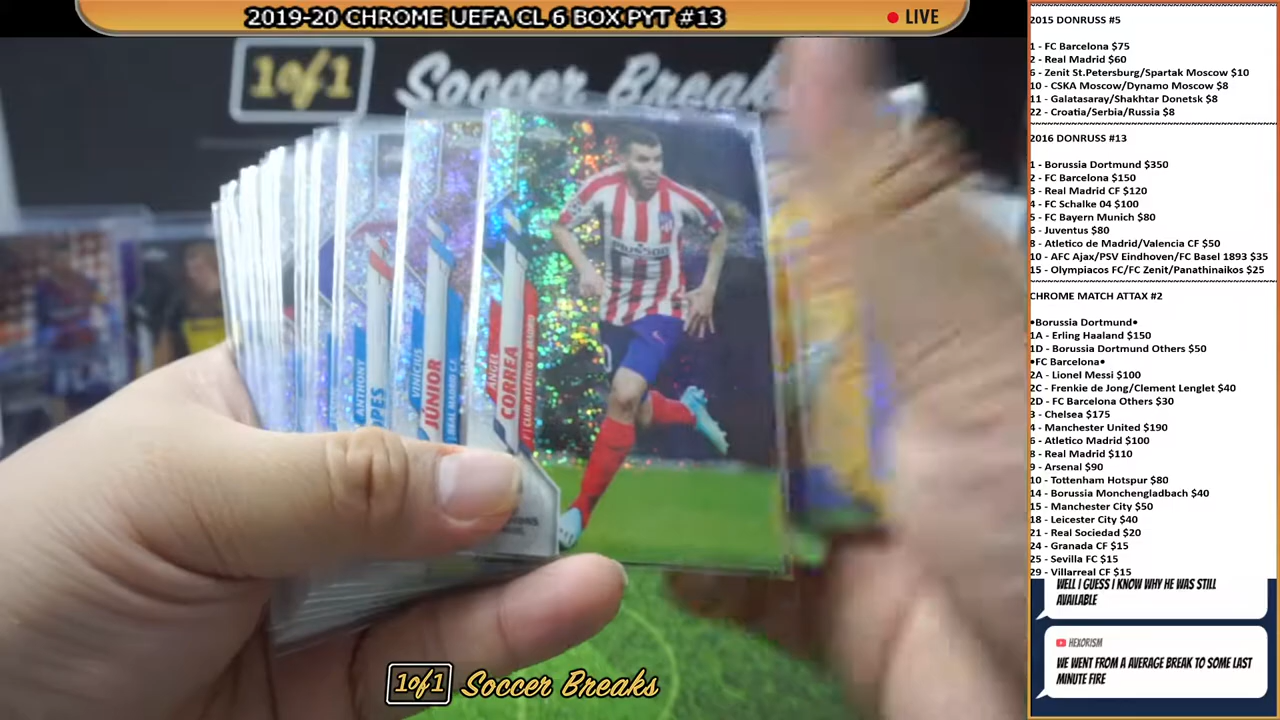 2019-20 CHROME UEFA CL 6 BOX PYT #13
LIVE
1of1 Soccer Breaks
ANTHONY
VINICIUS
JÚNIOR
REAL MADRID C.F.
ANGEL
CORREA
CLUB ATLÉTICO DE MADRID
1of1 Soccer Breaks
2015 DONRUSS #5
1 - FC Barcelona $75
2 - Real Madrid $60
6 - Zenit St.Petersburg/Spartak Moscow $10
10 - CSKA Moscow/Dynamo Moscow $8
11 - Galatasaray/Shakhtar Donetsk $8
22 - Croatia/Serbia/Russia $8
2016 DONRUSS #13
1 - Borussia Dortmund $350
2 - FC Barcelona $150
3 - Real Madrid CF $120
4 - FC Schalke 04 $100
5 - FC Bayern Munich $80
6 - Juventus $80
8 - Atletico de Madrid/Valencia CF $50
10 - AFC Ajax/PSV Eindhoven/FC Basel 1893 $35
15 - Olympiacos FC/FC Zenit/Panathinaikos $25
CHROME MATCH ATTAX #2
•Borussia Dortmund•
1A - Erling Haaland $150
1D - Borussia Dortmund Others $50
•FC Barcelona•
2A - Lionel Messi $100
2C - Frenkie de Jong/Clement Lenglet $40
2D - FC Barcelona Others $30
3 - Chelsea $175
4 - Manchester United $190
6 - Atletico Madrid $100
8 - Real Madrid $110
9 - Arsenal $90
10 - Tottenham Hotspur $80
14 - Borussia Monchengladbach $40
15 - Manchester City $50
18 - Leicester City $40
21 - Real Sociedad $20
24 - Granada CF $15
25 - Sevilla FC $15
29 - Villarreal CF $15
WELL I GUESS I KNOW WHY HE WAS STILL
AVAILABLE
HEXORISM
WE WENT FROM A AVERAGE BREAK TO SOME LAST
MINUTE FIRE